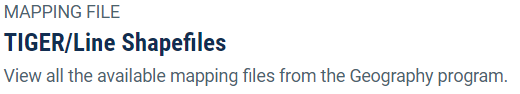 MAPPING FILE
TIGER/Line Shapefiles
View all the available mapping files from the Geography program.